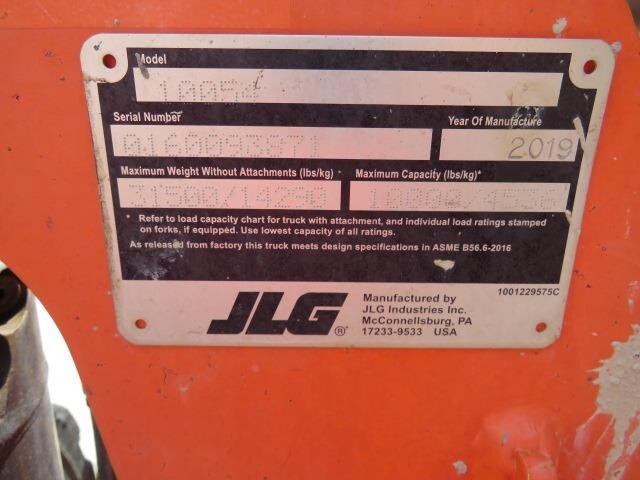 Model
10054
Serial Number
Year Of Manufacture
0160093871
2019
Maximum Weight Without Attachments (lbs/kg)
Maximum Capacity (lbs/kg)*
31500/14290
10000/4536
* Refer to load capacity chart for truck with attachment, and individual load ratings stamped
on forks, if equipped. Use lowest capacity of all ratings.
As released from factory this truck meets design specifications in ASME B56.6-2016
1001229575C
JLG®
Manufactured by
JLG Industries Inc.
McConnellsburg, PA
17233-9533 USA